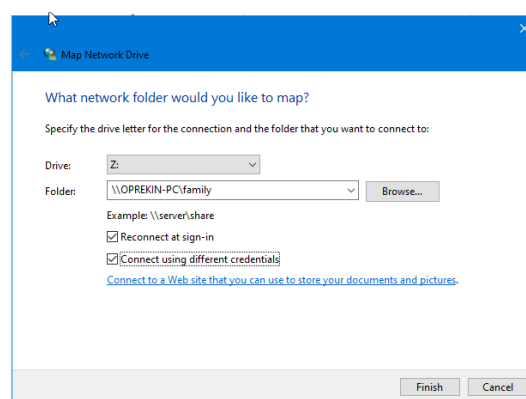 Map Network Drive
What network folder would you like to map?
Specify the drive letter for the connection and the folder that you want to connect to:
Drive: Z:
Folder: \\OPREKIN-PC\family Browse...
Example: \\server\share
Reconnect at sign-in
Connect using different credentials
Connect to a Web site that you can use to store your documents and pictures.
Finish Cancel